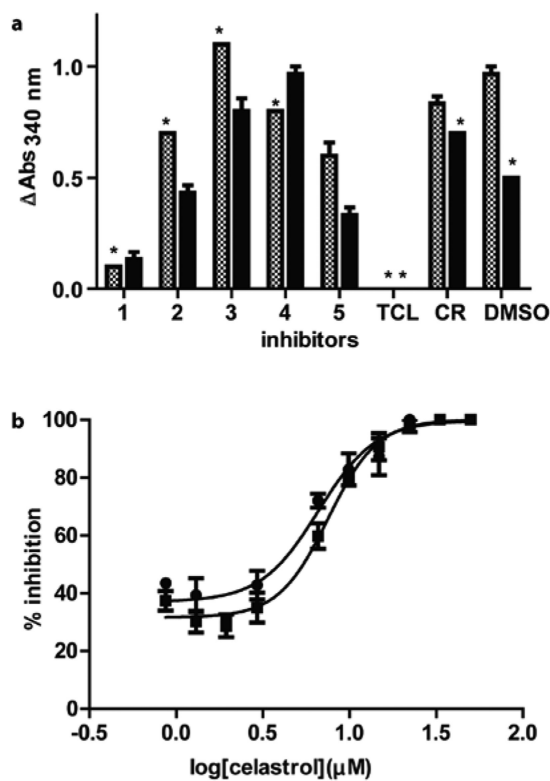 a
Δ Abs 340 nm
1.0
0.5
0.0
* * * * * * * *
1 2 3 4 5 TCL CR DMSO
inhibitors
b
% inhibition
100
80
60
40
20
0
-0.5 0.0 0.5 1.0 1.5 2.0
log[celastrol](μM)